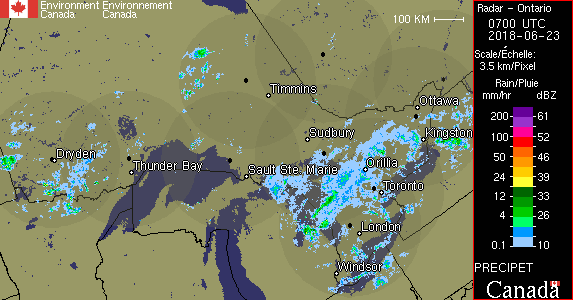 Environment Environnement
Canada Canada
100 KM
Timmins
Ottawa
Sudbury
Kingston
Dryden
Thunder Bay
Sault Ste. Marie
Orillia
Toronto
London
Windsor
Radar - Ontario
0700 UTC
2018-06-23
Scale/Échelle:
3.5 km/Pixel
Rain/Pluie
mm/hr dBZ
200 61
100 52
50 46
24 39
12 33
4 26
0.1 10
PRECIPET
Canada